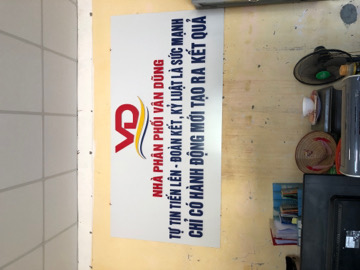 VD
NHÀ PHÂN PHỐI VÂN DŨNG
TỰ TIN TIẾN LÊN - ĐOÀN KẾT, KỶ LUẬT LÀ SỨC MẠNH
CHỈ CÓ HÀNH ĐỘNG MỚI TẠO RA KẾT QUẢ